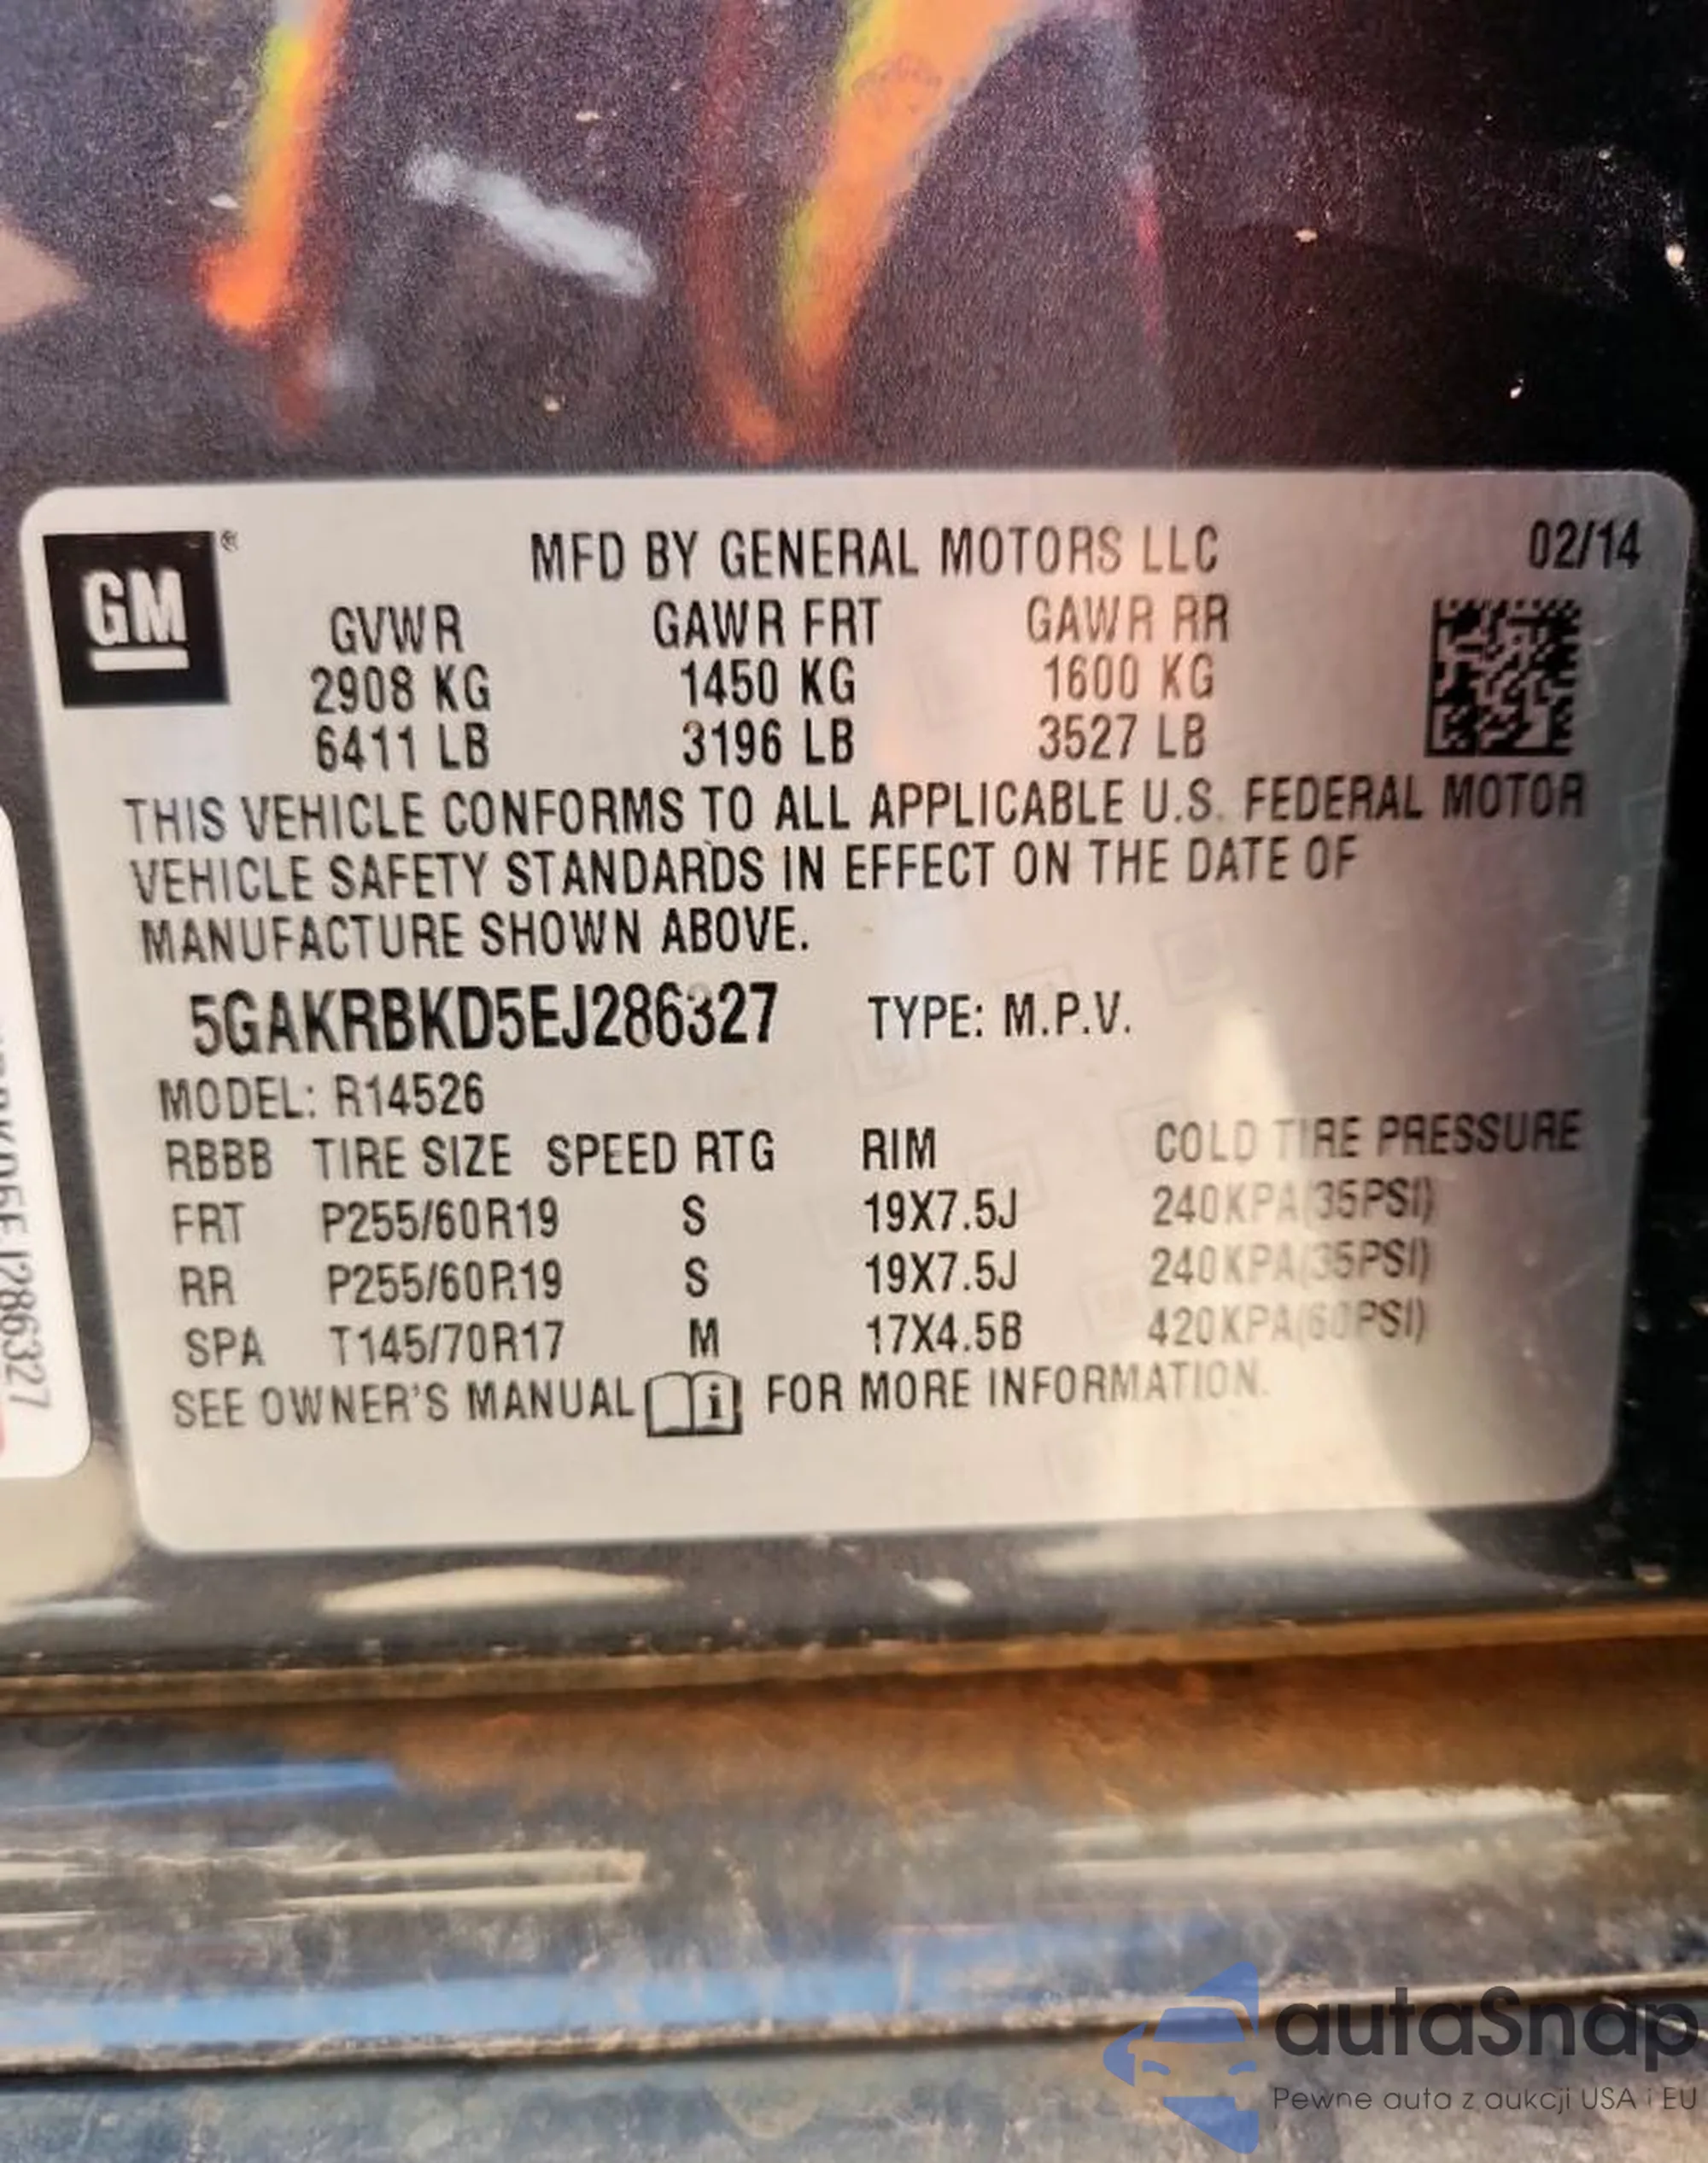 GM®
MFD BY GENERAL MOTORS LLC 02/14
GVWR GAWR FRT GAWR RR
2908 KG 1450 KG 1600 KG
6411 LB 3196 LB 3527 LB
THIS VEHICLE CONFORMS TO ALL APPLICABLE U.S. FEDERAL MOTOR
VEHICLE SAFETY STANDARDS IN EFFECT ON THE DATE OF
MANUFACTURE SHOWN ABOVE.
5GAKRBKD5EJ286327 TYPE: M.P.V.
MODEL: R14526
RBBB TIRE SIZE SPEED RTG RIM COLD TIRE PRESSURE
FRT P255/60R19 S 19X7.5J 240KPA(35PSI)
RR P255/60R19 S 19X7.5J 240KPA(35PSI)
SPA T145/70R17 M 17X4.5B 420KPA(60PSI)
SEE OWNER'S MANUAL i FOR MORE INFORMATION.
autaSnap
Pewne auta z aukcji USA i EU